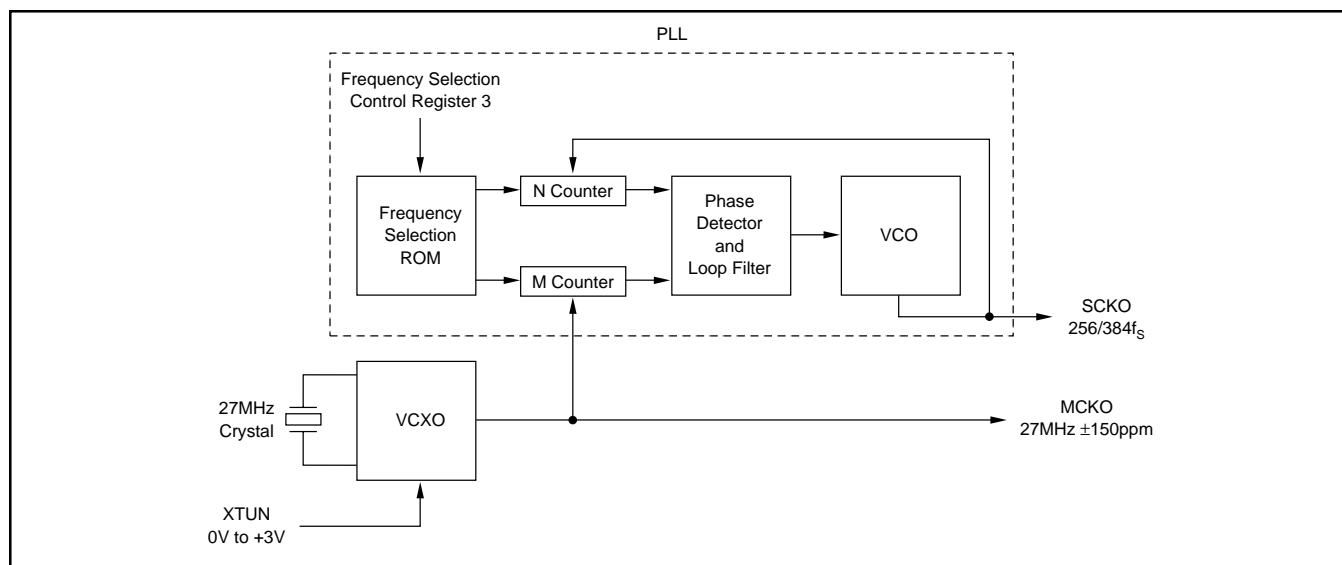 PLL
Frequency Selection
Control Register 3
Frequency
Selection
ROM
N Counter
M Counter
Phase
Detector
and
Loop Filter
VCO
SCKO
256/384fS
27MHz
Crystal
VCXO
MCKO
27MHz ±150ppm
XTUN
0V to +3V